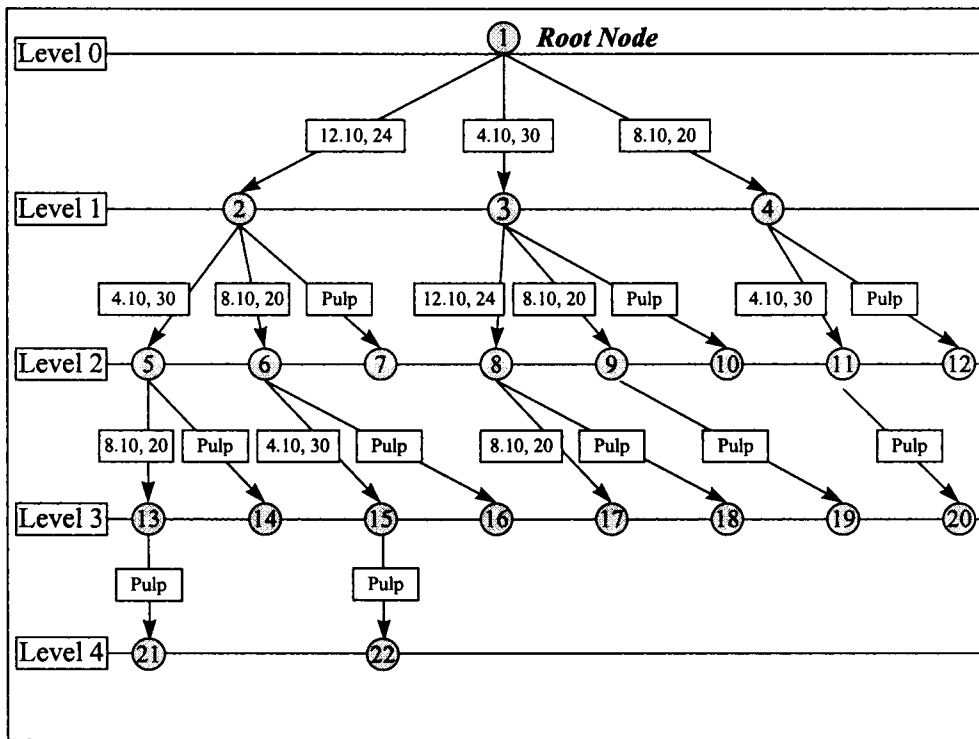 1 Root Node
Level 0
12.10, 24 4.10, 30 8.10, 20
Level 1 2 3 4
4.10, 30 8.10, 20 Pulp 12.10, 24 8.10, 20 Pulp 4.10, 30 Pulp
Level 2 5 6 7 8 9 10 11 12
8.10, 20 Pulp 4.10, 30 Pulp 8.10, 20 Pulp Pulp Pulp
Level 3 13 14 15 16 17 18 19 20
Pulp Pulp
Level 4 21 22